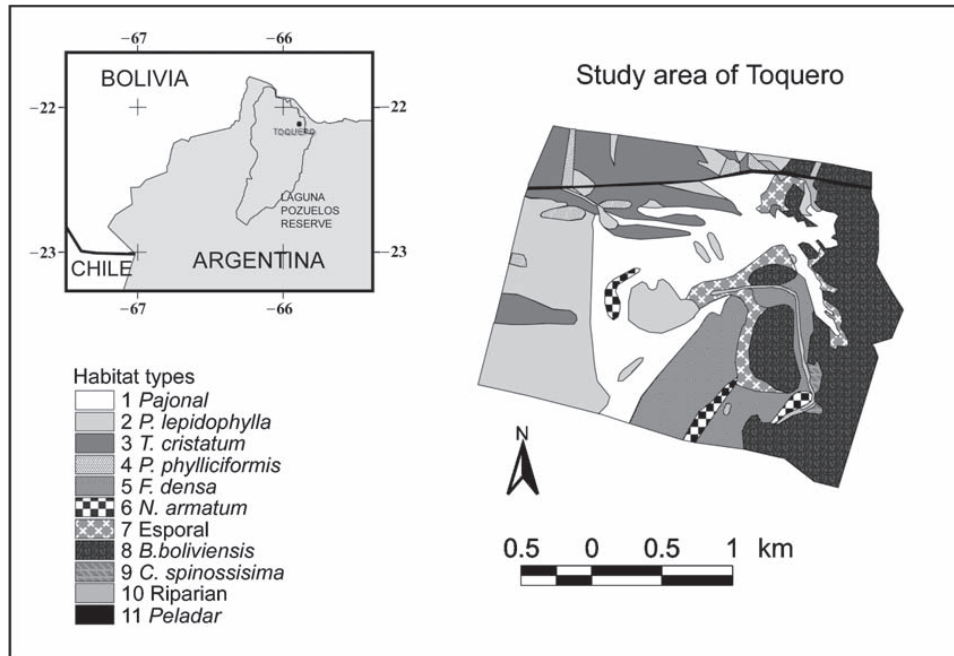 -67 -66
BOLIVIA
-22 -22
TOQUERO
LAGUNA
POZUELOS
RESERVE
-23 -23
CHILE ARGENTINA
-67 -66
Study area of Toquero
Habitat types
1 Pajonal
2 P. lepidophylla
3 T. cristatum
4 P. phylliciformis
5 F. densa
6 N. armatum
7 Esporal
8 B.boliviensis
9 C. spinossisima
10 Riparian
11 Peladar
N
0.5 0 0.5 1 km